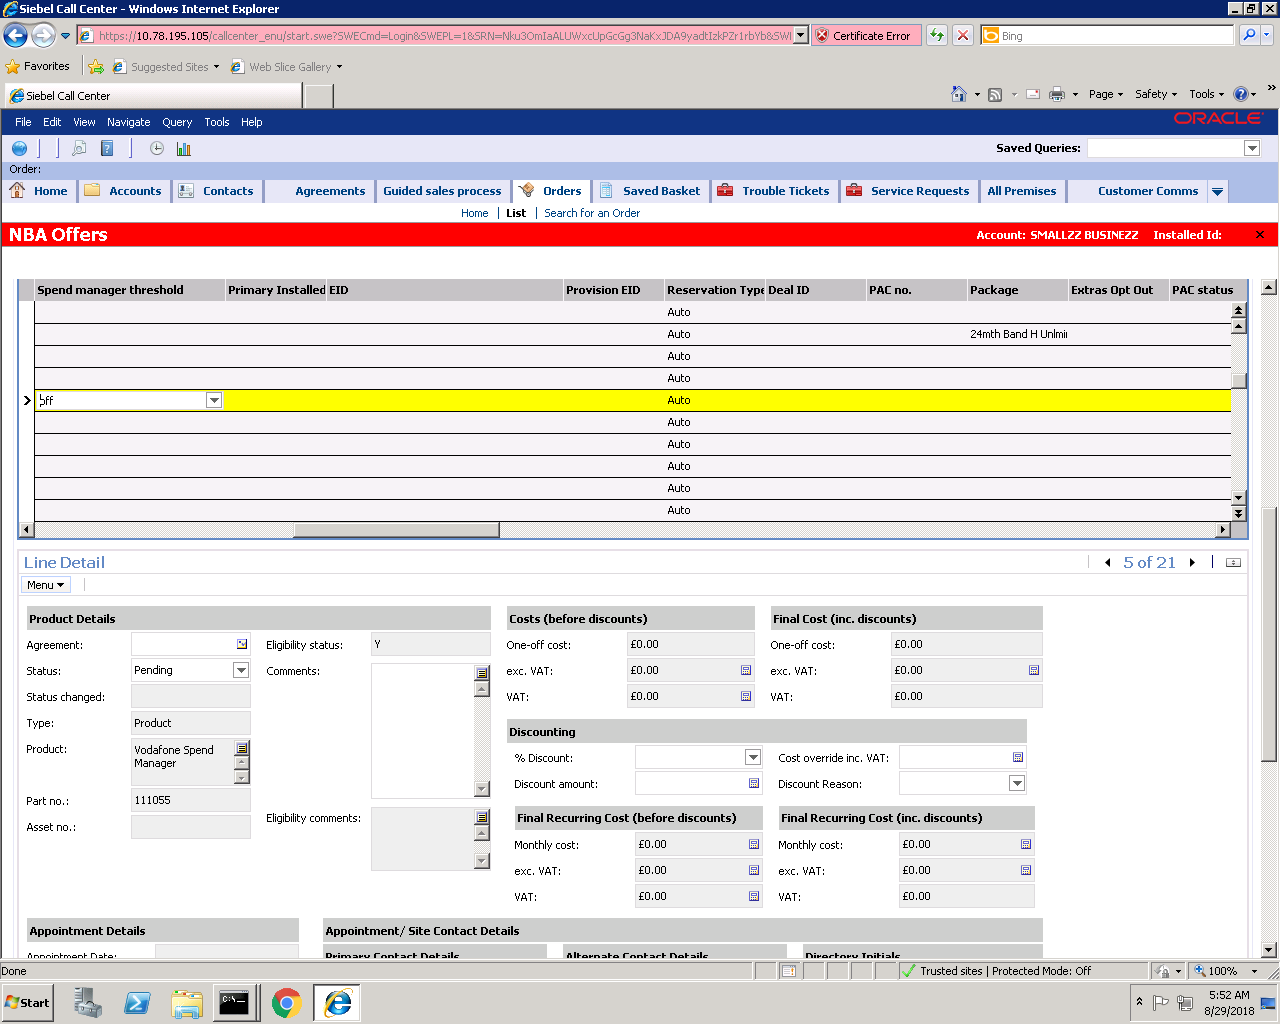 Siebel Call Center - Windows Internet Explorer
https://10.78.195.105/callcenter_enu/start.swe?SWECmd=Login&SWEPL=1&SRN=
Certificate Error
Bing
Favorites
Suggested Sites
Web Slice Gallery
Siebel Call Center
Page
Safety
Tools
»
File Edit View Navigate Query Tools Help
ORACLE
Saved Queries:
Order:
Home
Accounts
Contacts
Agreements
Guided sales process
Orders
Saved Basket
Trouble Tickets
Service Requests
All Premises
Customer Comms
Home | List | Search for an Order
NBA Offers
Account: SMALLZZ BUSINEZZ Installed Id:
Spend manager threshold Primary Installed EID Provision EID Reservation Type Deal ID PAC no. Package Extras Opt Out PAC status
Auto
Auto 24mth Band H Unlmi
Auto
Auto
off Auto
Auto
Auto
Auto
Auto
Auto
Line Detail
5 of 21
Menu
Product Details
Agreement:
Status: Pending
Status changed:
Type: Product
Product: Vodafone Spend
Manager
Part no.: 111055
Asset no.:
Eligibility status: Y
Comments:
Eligibility comments:
Costs (before discounts)
One-off cost: £0.00
exc. VAT: £0.00
VAT: £0.00
Final Cost (inc. discounts)
One-off cost: £0.00
exc. VAT: £0.00
VAT: £0.00
Discounting
% Discount:
Cost override inc. VAT:
Discount amount:
Discount Reason:
Final Recurring Cost (before discounts)
Monthly cost: £0.00
exc. VAT: £0.00
VAT: £0.00
Final Recurring Cost (inc. discounts)
Monthly cost: £0.00
exc. VAT: £0.00
VAT: £0.00
Appointment Details
Appointment Date:
Appointment/ Site Contact Details
Primary Contact Details
Alternate Contact Details
Directory Initials
Done
Trusted sites | Protected Mode: Off
100%
Start
5:52 AM
8/29/2018